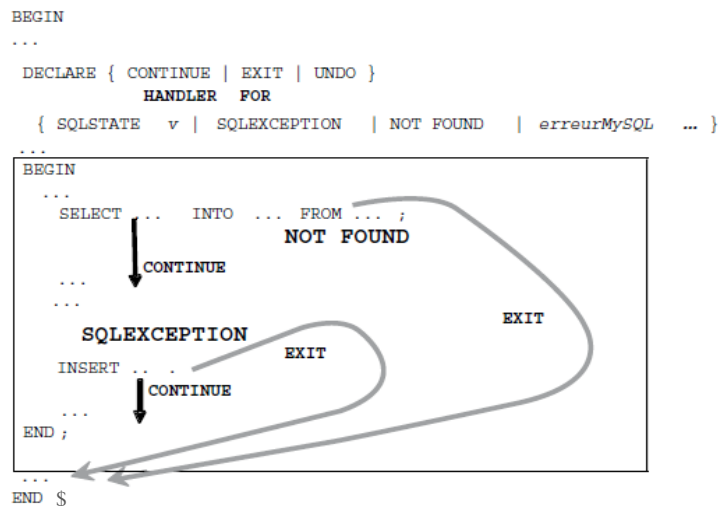 BEGIN
...
DECLARE { CONTINUE | EXIT | UNDO }
HANDLER FOR
{ SQLSTATE v | SQLEXCEPTION | NOT FOUND | erreurMySQL … }
...
BEGIN
...
SELECT ... INTO ... FROM ... ;
NOT FOUND
CONTINUE
...
...
EXIT
SQLEXCEPTION
EXIT
INSERT .. .
CONTINUE
...
END ;
...
END $